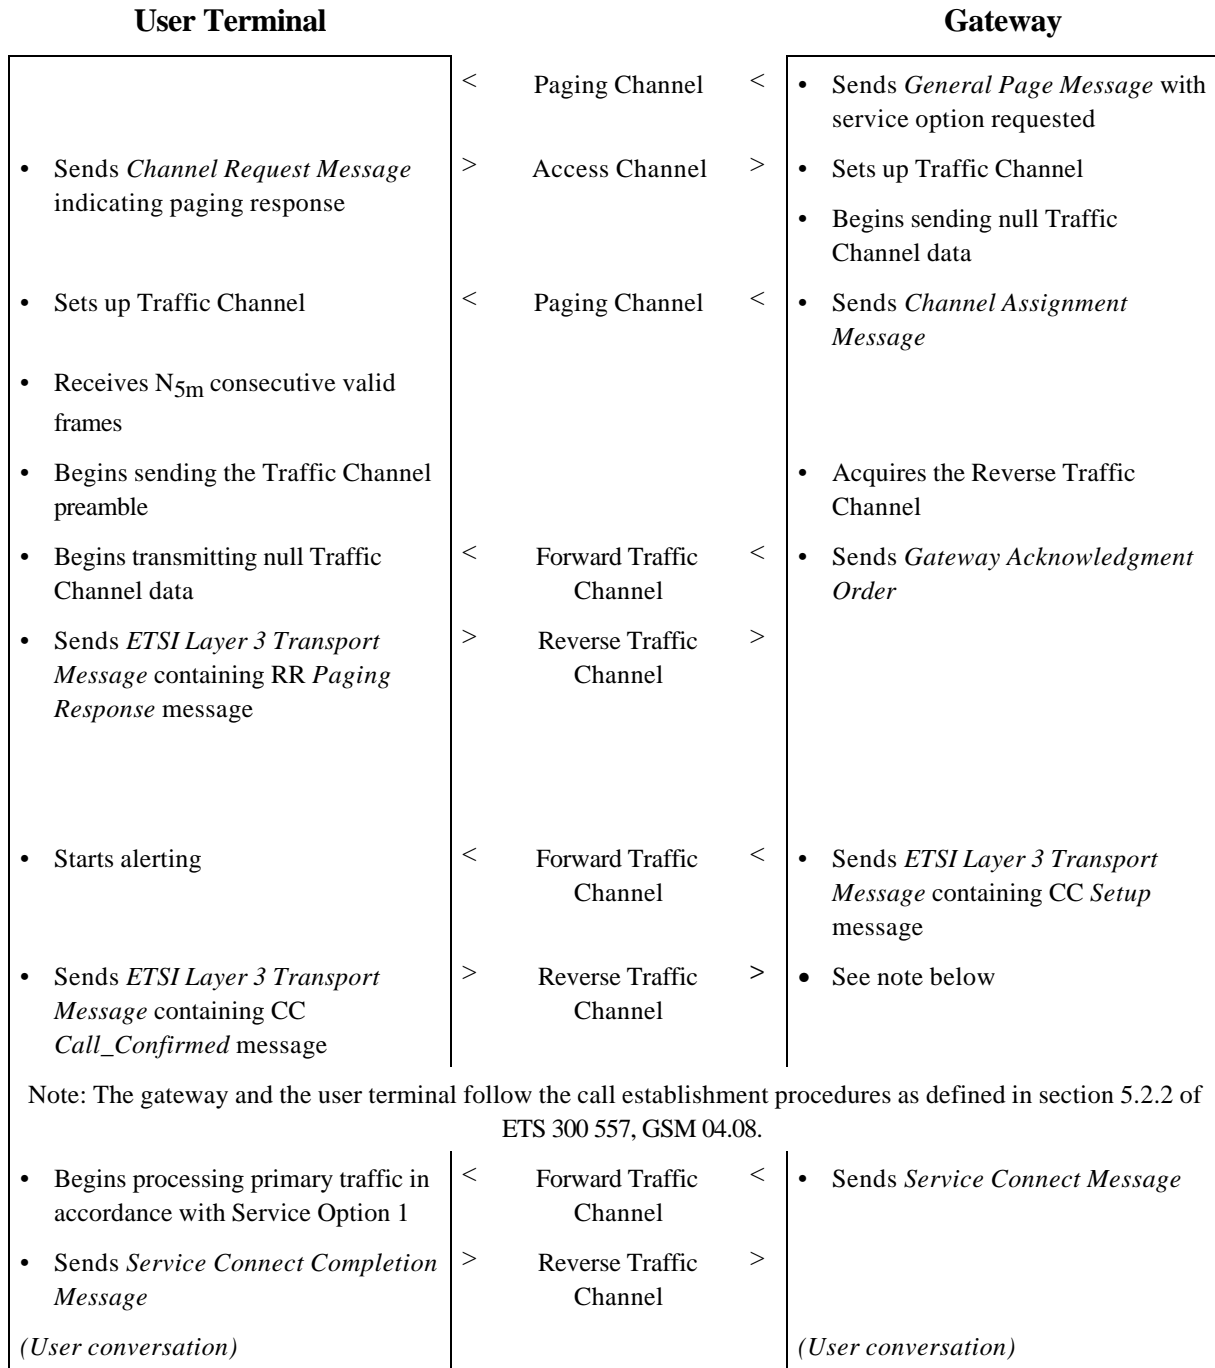 User Terminal Gateway
< Paging Channel < • Sends General Page Message with
service option requested
• Sends Channel Request Message > Access Channel > • Sets up Traffic Channel
indicating paging response
• Begins sending null Traffic
Channel data
• Sets up Traffic Channel < Paging Channel < • Sends Channel Assignment
Message
• Receives N5m consecutive valid
frames
• Begins sending the Traffic Channel • Acquires the Reverse Traffic
preamble Channel
• Begins transmitting null Traffic < Forward Traffic < • Sends Gateway Acknowledgment
Channel data Channel Order
• Sends ETSI Layer 3 Transport > Reverse Traffic >
Message containing RR Paging Channel
Response message
• Starts alerting < Forward Traffic < • Sends ETSI Layer 3 Transport
Channel Message containing CC Setup
message
• Sends ETSI Layer 3 Transport > Reverse Traffic > • See note below
Message containing CC Channel
Call_Confirmed message
Note: The gateway and the user terminal follow the call establishment procedures as defined in section 5.2.2 of
ETS 300 557, GSM 04.08.
• Begins processing primary traffic in < Forward Traffic < • Sends Service Connect Message
accordance with Service Option 1 Channel
• Sends Service Connect Completion > Reverse Traffic >
Message Channel
(User conversation) (User conversation)